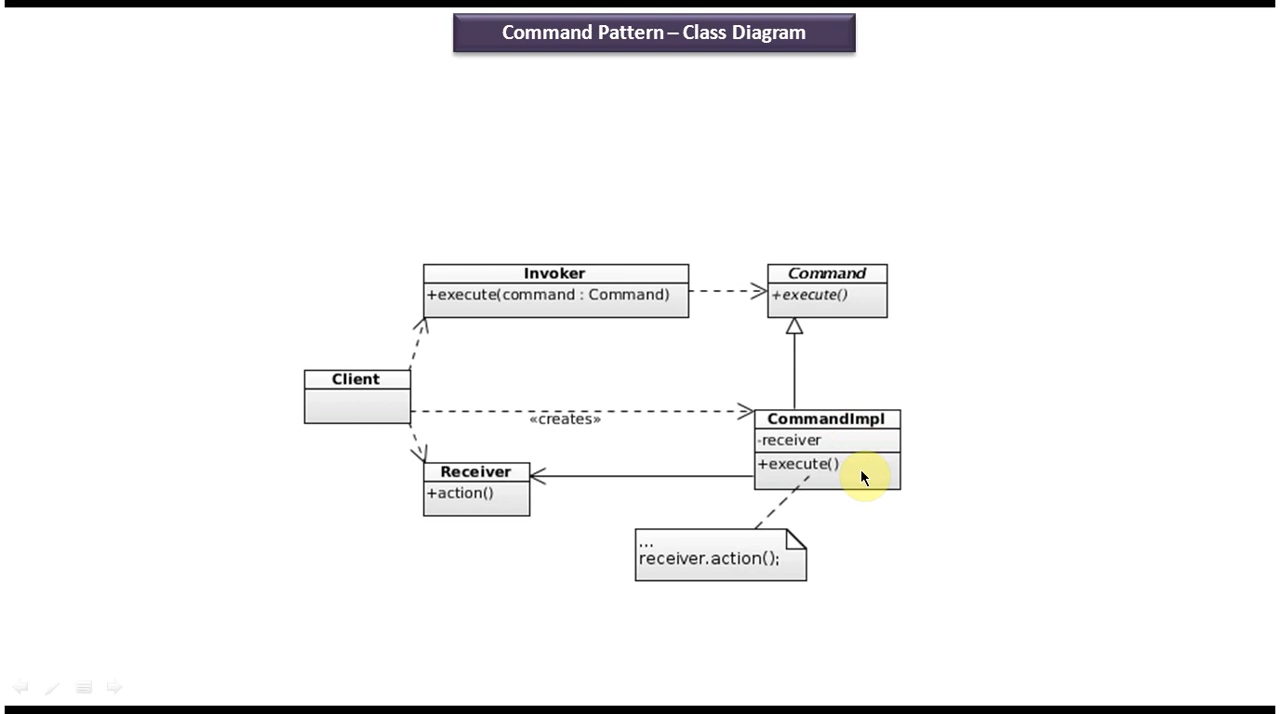 Command Pattern – Class Diagram
Invoker
+execute(command : Command)
Command
+execute()
Client
«creates»
CommandImpl
-receiver
+execute()
Receiver
+action()
...
receiver.action();